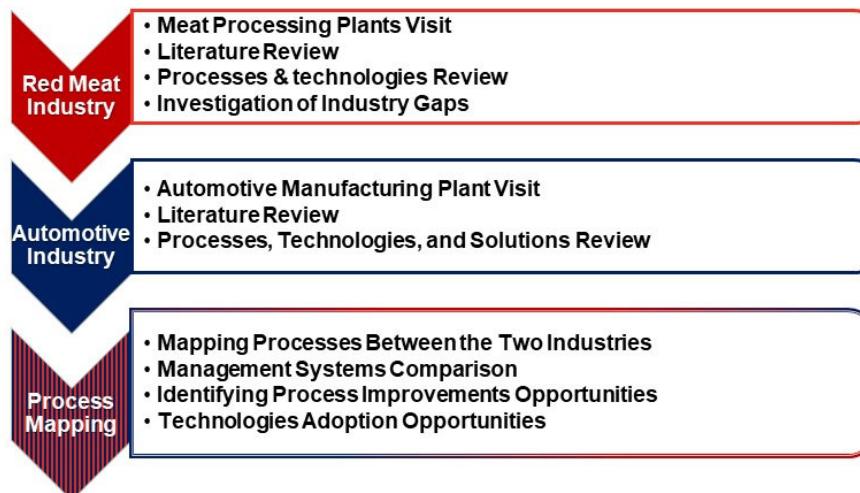 Red Meat
Industry
• Meat Processing Plants Visit
• Literature Review
• Processes & technologies Review
• Investigation of Industry Gaps
Automotive
Industry
• Automotive Manufacturing Plant Visit
• Literature Review
• Processes, Technologies, and Solutions Review
Process
Mapping
• Mapping Processes Between the Two Industries
• Management Systems Comparison
• Identifying Process Improvements Opportunities
• Technologies Adoption Opportunities